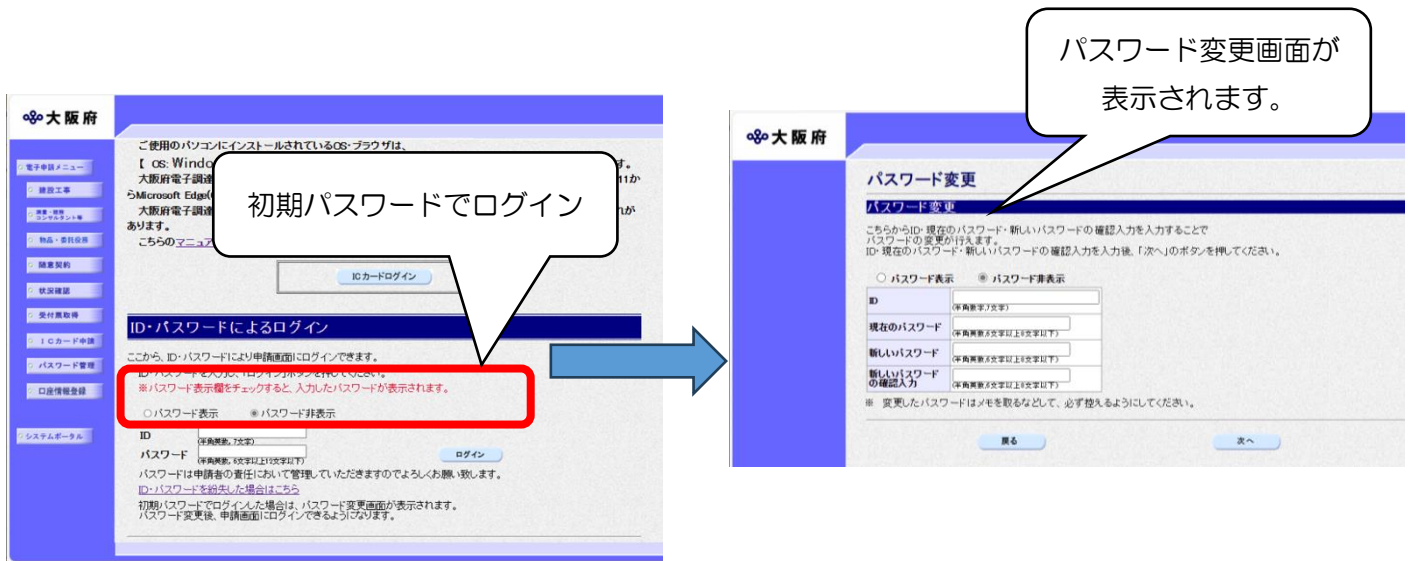 大阪府
電子申請メニュー
建設工事
測量・建設
コンサルタント等
物品・委託役務
随意契約
状況確認
受付票取得
ICカード申請
パスワード管理
口座情報登録
システムポータル
ご使用のパソコンにインストールされているOS・ブラウザは、
【 OS: Windo
す。
大阪府電子調達
11か
らMicrosoft Edge(
大阪府電子調達
れが
あります。
こちらのマニュア
初期パスワードでログイン
ICカードログイン
ID・パスワードによるログイン
ここから、ID・パスワードにより申請画面にログインできます。
ID・パスワードを入力し、「ログイン」ボタンを押してください。
※パスワード表示欄をチェックすると、入力したパスワードが表示されます。
パスワード表示 パスワード非表示
ID
(半角英数,7文字)
パスワード
(半角英数,6文字以上12文字以下)
ログイン
パスワードは申請者の責任において管理していただきますのでよろしくお願い致します。
ID・パスワードを紛失した場合はこちら
初期パスワードでログインした場合は、パスワード変更画面が表示されます。
パスワード変更後、申請画面にログインできるようになります。
パスワード変更画面が
表示されます。
大阪府
パスワード変更
パスワード変更
こちらからID・現在のパスワード・新しいパスワードの確認入力を入力することで
パスワードの変更が行えます。
ID・現在のパスワード・新しいパスワードの確認入力を入力後、「次へ」のボタンを押してください。
パスワード表示 パスワード非表示
ID
(半角数字,7文字)
現在のパスワード
(半角英数,6文字以上8文字以下)
新しいパスワード
(半角英数,6文字以上8文字以下)
新しいパスワード
の確認入力
(半角英数,6文字以上8文字以下)
※ 変更したパスワードはメモを取るなどして、必ず控えるようにしてください。
戻る 次へ